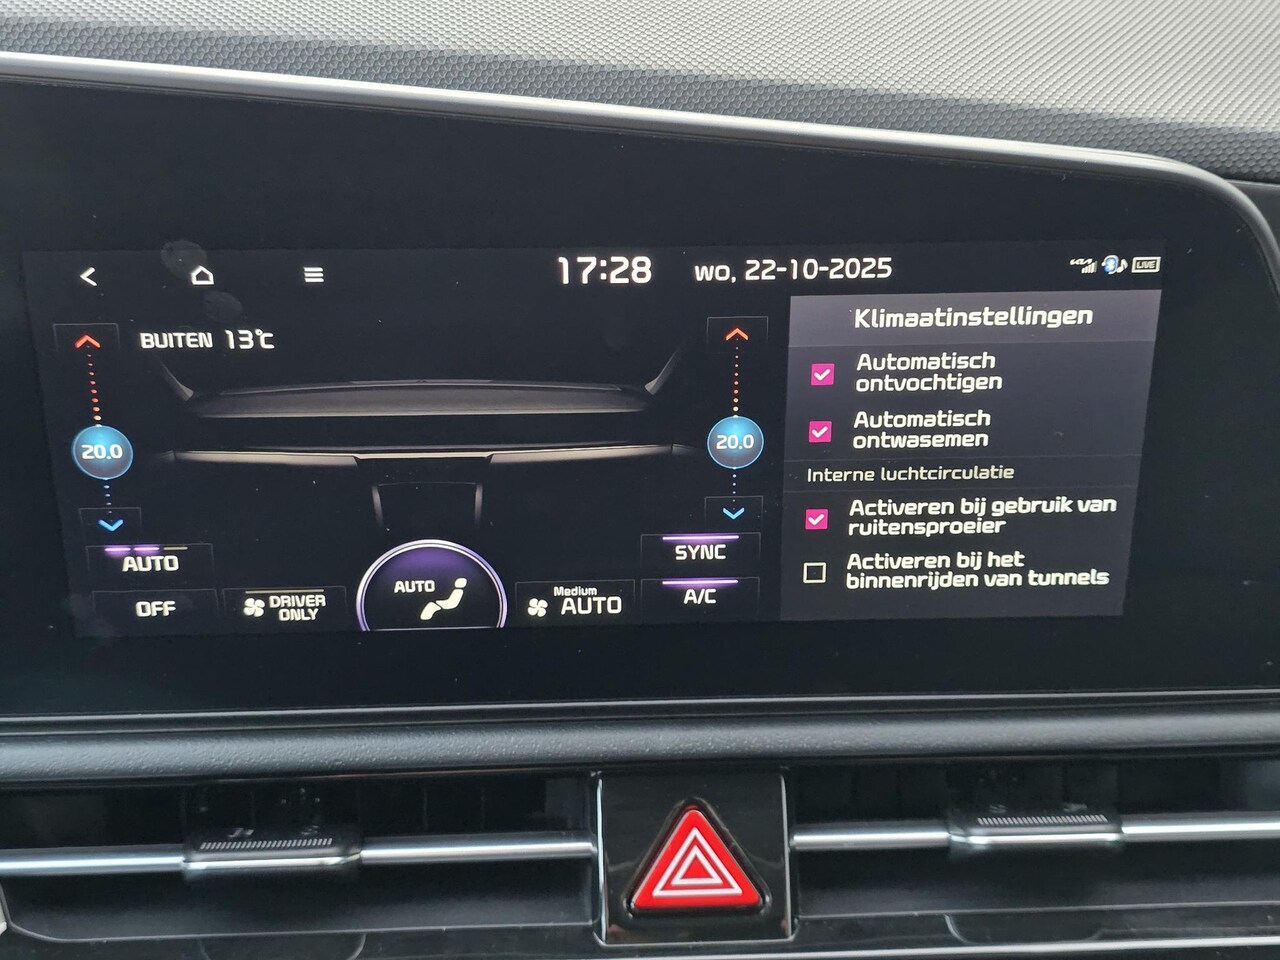 17:28 wo, 22-10-2025
KIA
LIVE
BUITEN 13°C
20.0
20.0
AUTO
OFF
DRIVER
ONLY
AUTO
Medium
AUTO
SYNC
A/C
Klimaatinstellingen
Automatisch
ontvochtigen
Automatisch
ontwasemen
Interne luchtcirculatie
Activeren bij gebruik van
ruitensproeier
Activeren bij het
binnenrijden van tunnels